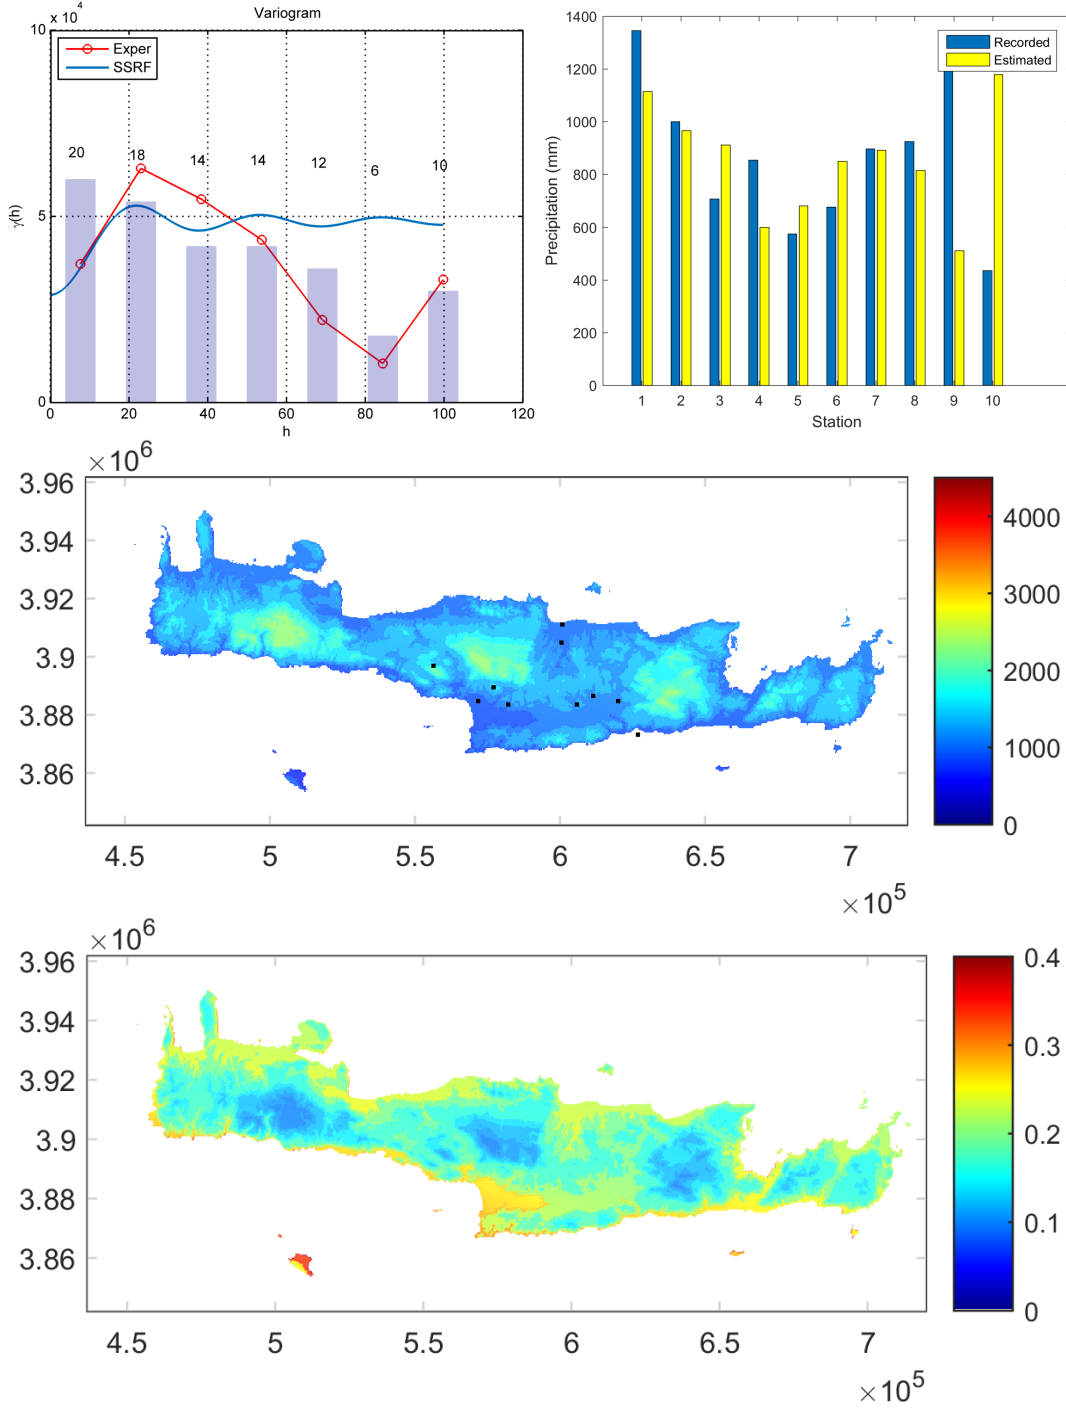 Variogram
x 10^4
10
5
0
γ(h)
Exper
SSRF
20 18 14 14 12 6 10
0 20 40 60 80 100 120
h
1400
1200
1000
800
600
400
200
0
Precipitation (mm)
Recorded
Estimated
1 2 3 4 5 6 7 8 9 10
Station
×10^6
3.96
3.94
3.92
3.9
3.88
3.86
4.5 5 5.5 6 6.5 7
×10^5
4000
3000
2000
1000
0
×10^6
3.96
3.94
3.92
3.9
3.88
3.86
4.5 5 5.5 6 6.5 7
×10^5
0.4
0.3
0.2
0.1
0